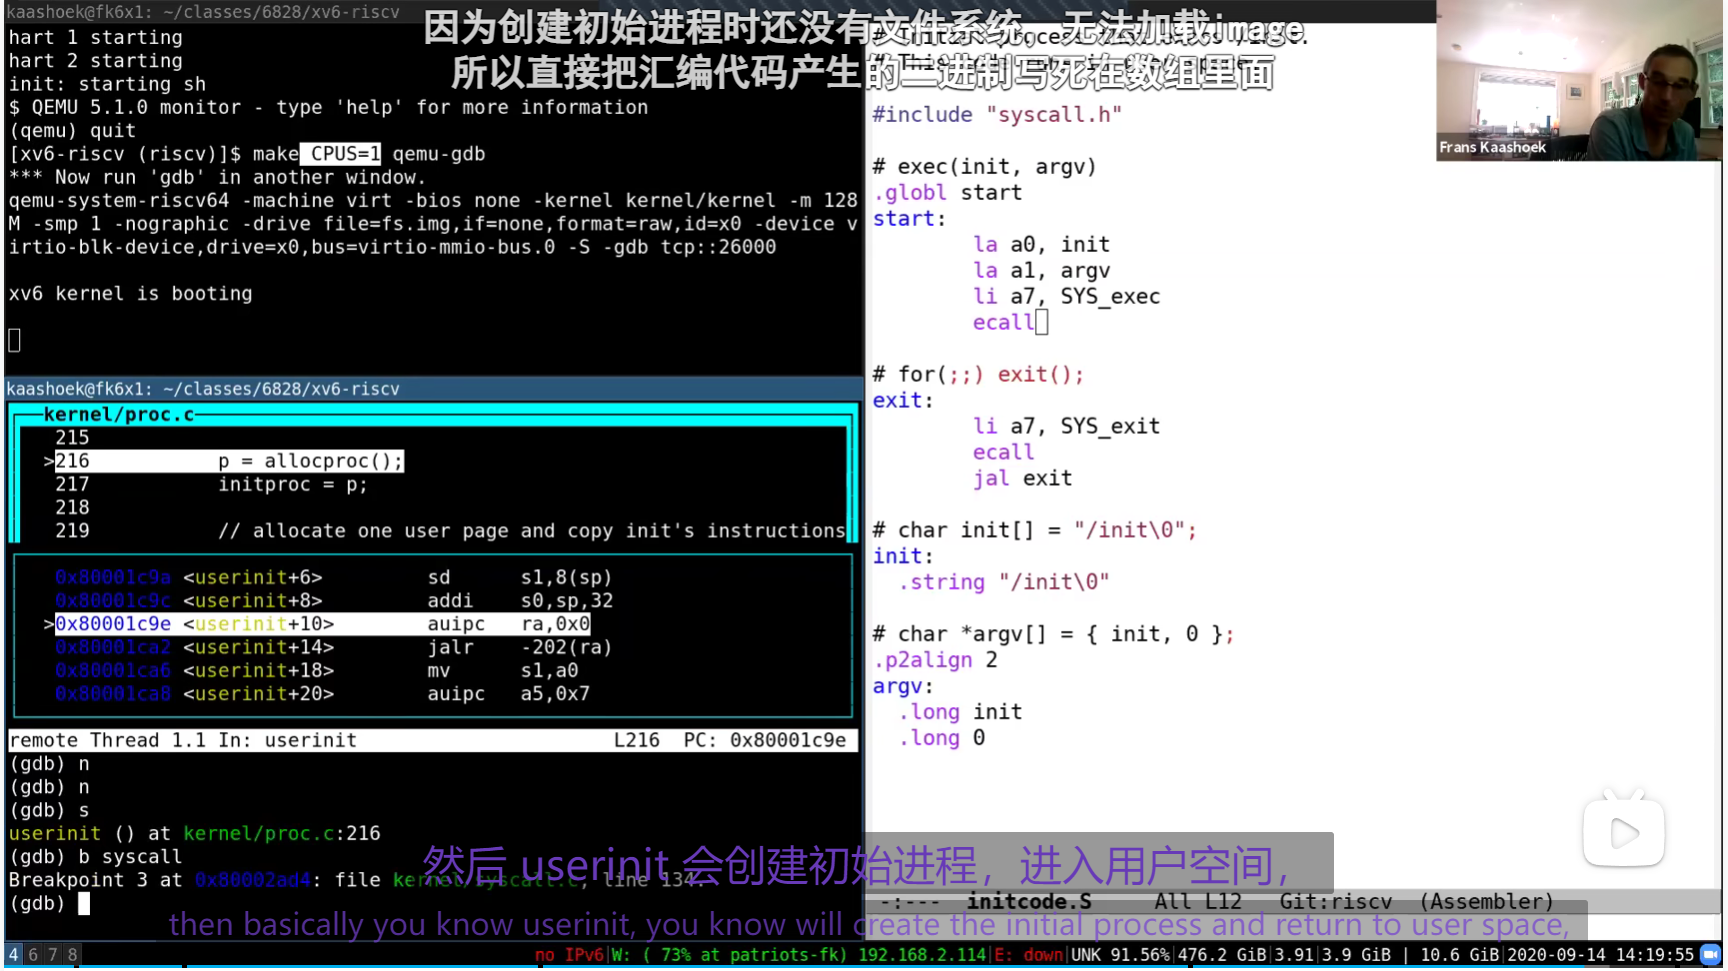 kaashoek@fk6x1: ~/classes/6828/xv6-riscv
hart 1 starting
hart 2 starting
init: starting sh
$ QEMU 5.1.0 monitor - type 'help' for more information
(qemu) quit
[xv6-riscv (riscv)]$ make CPUS=1 qemu-gdb
*** Now run 'gdb' in another window.
qemu-system-riscv64 -machine virt -bios none -kernel kernel/kernel -m 128
M -smp 1 -nographic -drive file=fs.img,if=none,format=raw,id=x0 -device v
irtio-blk-device,drive=x0,bus=virtio-mmio-bus.0 -S -gdb tcp::26000
xv6 kernel is booting
因为创建初始进程时还没有文件系统，无法加载image
所以直接把汇编代码产生的二进制写死在数组里面
kaashoek@fk6x1: ~/classes/6828/xv6-riscv
kernel/proc.c
215
>216 p = allocproc();
217 initproc = p;
218
219 // allocate one user page and copy init's instructions
0x80001c9a <userinit+6> sd s1,8(sp)
0x80001c9c <userinit+8> addi s0,sp,32
>0x80001c9e <userinit+10> auipc ra,0x0
0x80001ca2 <userinit+14> jalr -202(ra)
0x80001ca6 <userinit+18> mv s1,a0
0x80001ca8 <userinit+20> auipc a5,0x7
remote Thread 1.1 In: userinit L216 PC: 0x80001c9e
(gdb) n
(gdb) n
(gdb) s
userinit () at kernel/proc.c:216
(gdb) b syscall
Breakpoint 3 at 0x80002ad4: file kernel/syscall.c, line 134.
(gdb)
#include "syscall.h"
# exec(init, argv)
.globl start
start:
la a0, init
la a1, argv
li a7, SYS_exec
ecall
# for(;;) exit();
exit:
li a7, SYS_exit
ecall
jal exit
# char init[] = "/init\0";
init:
.string "/init\0"
# char *argv[] = { init, 0 };
.p2align 2
argv:
.long init
.long 0
-:--- initcode.S All L12 Git:riscv (Assembler)
Frans Kaashoek
然后 userinit 会创建初始进程，进入用户空间，
then basically you know userinit, you know will create the initial process and return to user space,
4 6 7 8
no IPv6|W: ( 73% at patriots-fk) 192.168.2.114|E: down|UNK 91.56%|476.2 GiB|3.91|3.9 GiB | 10.6 GiB|2020-09-14 14:19:55